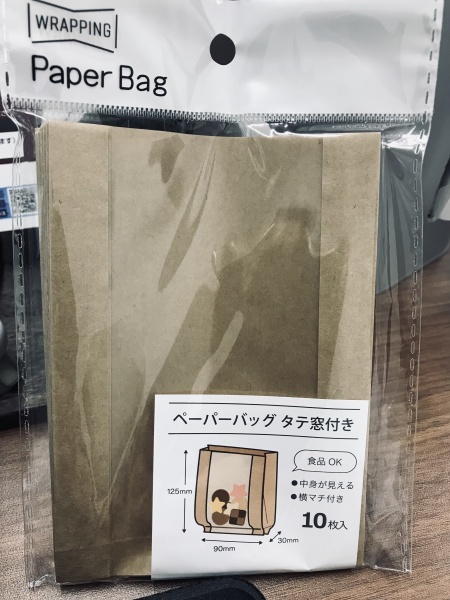 WRAPPING
Paper Bag
ペーパーバッグ タテ窓付き
食品 OK
●中身が見える
●横マチ付き
125mm
90mm
30mm
10枚入